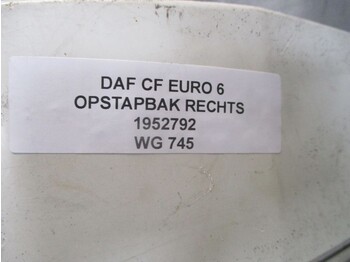 DAF CF EURO 6
OPSTAPBAK RECHTS
1952792
WG 745